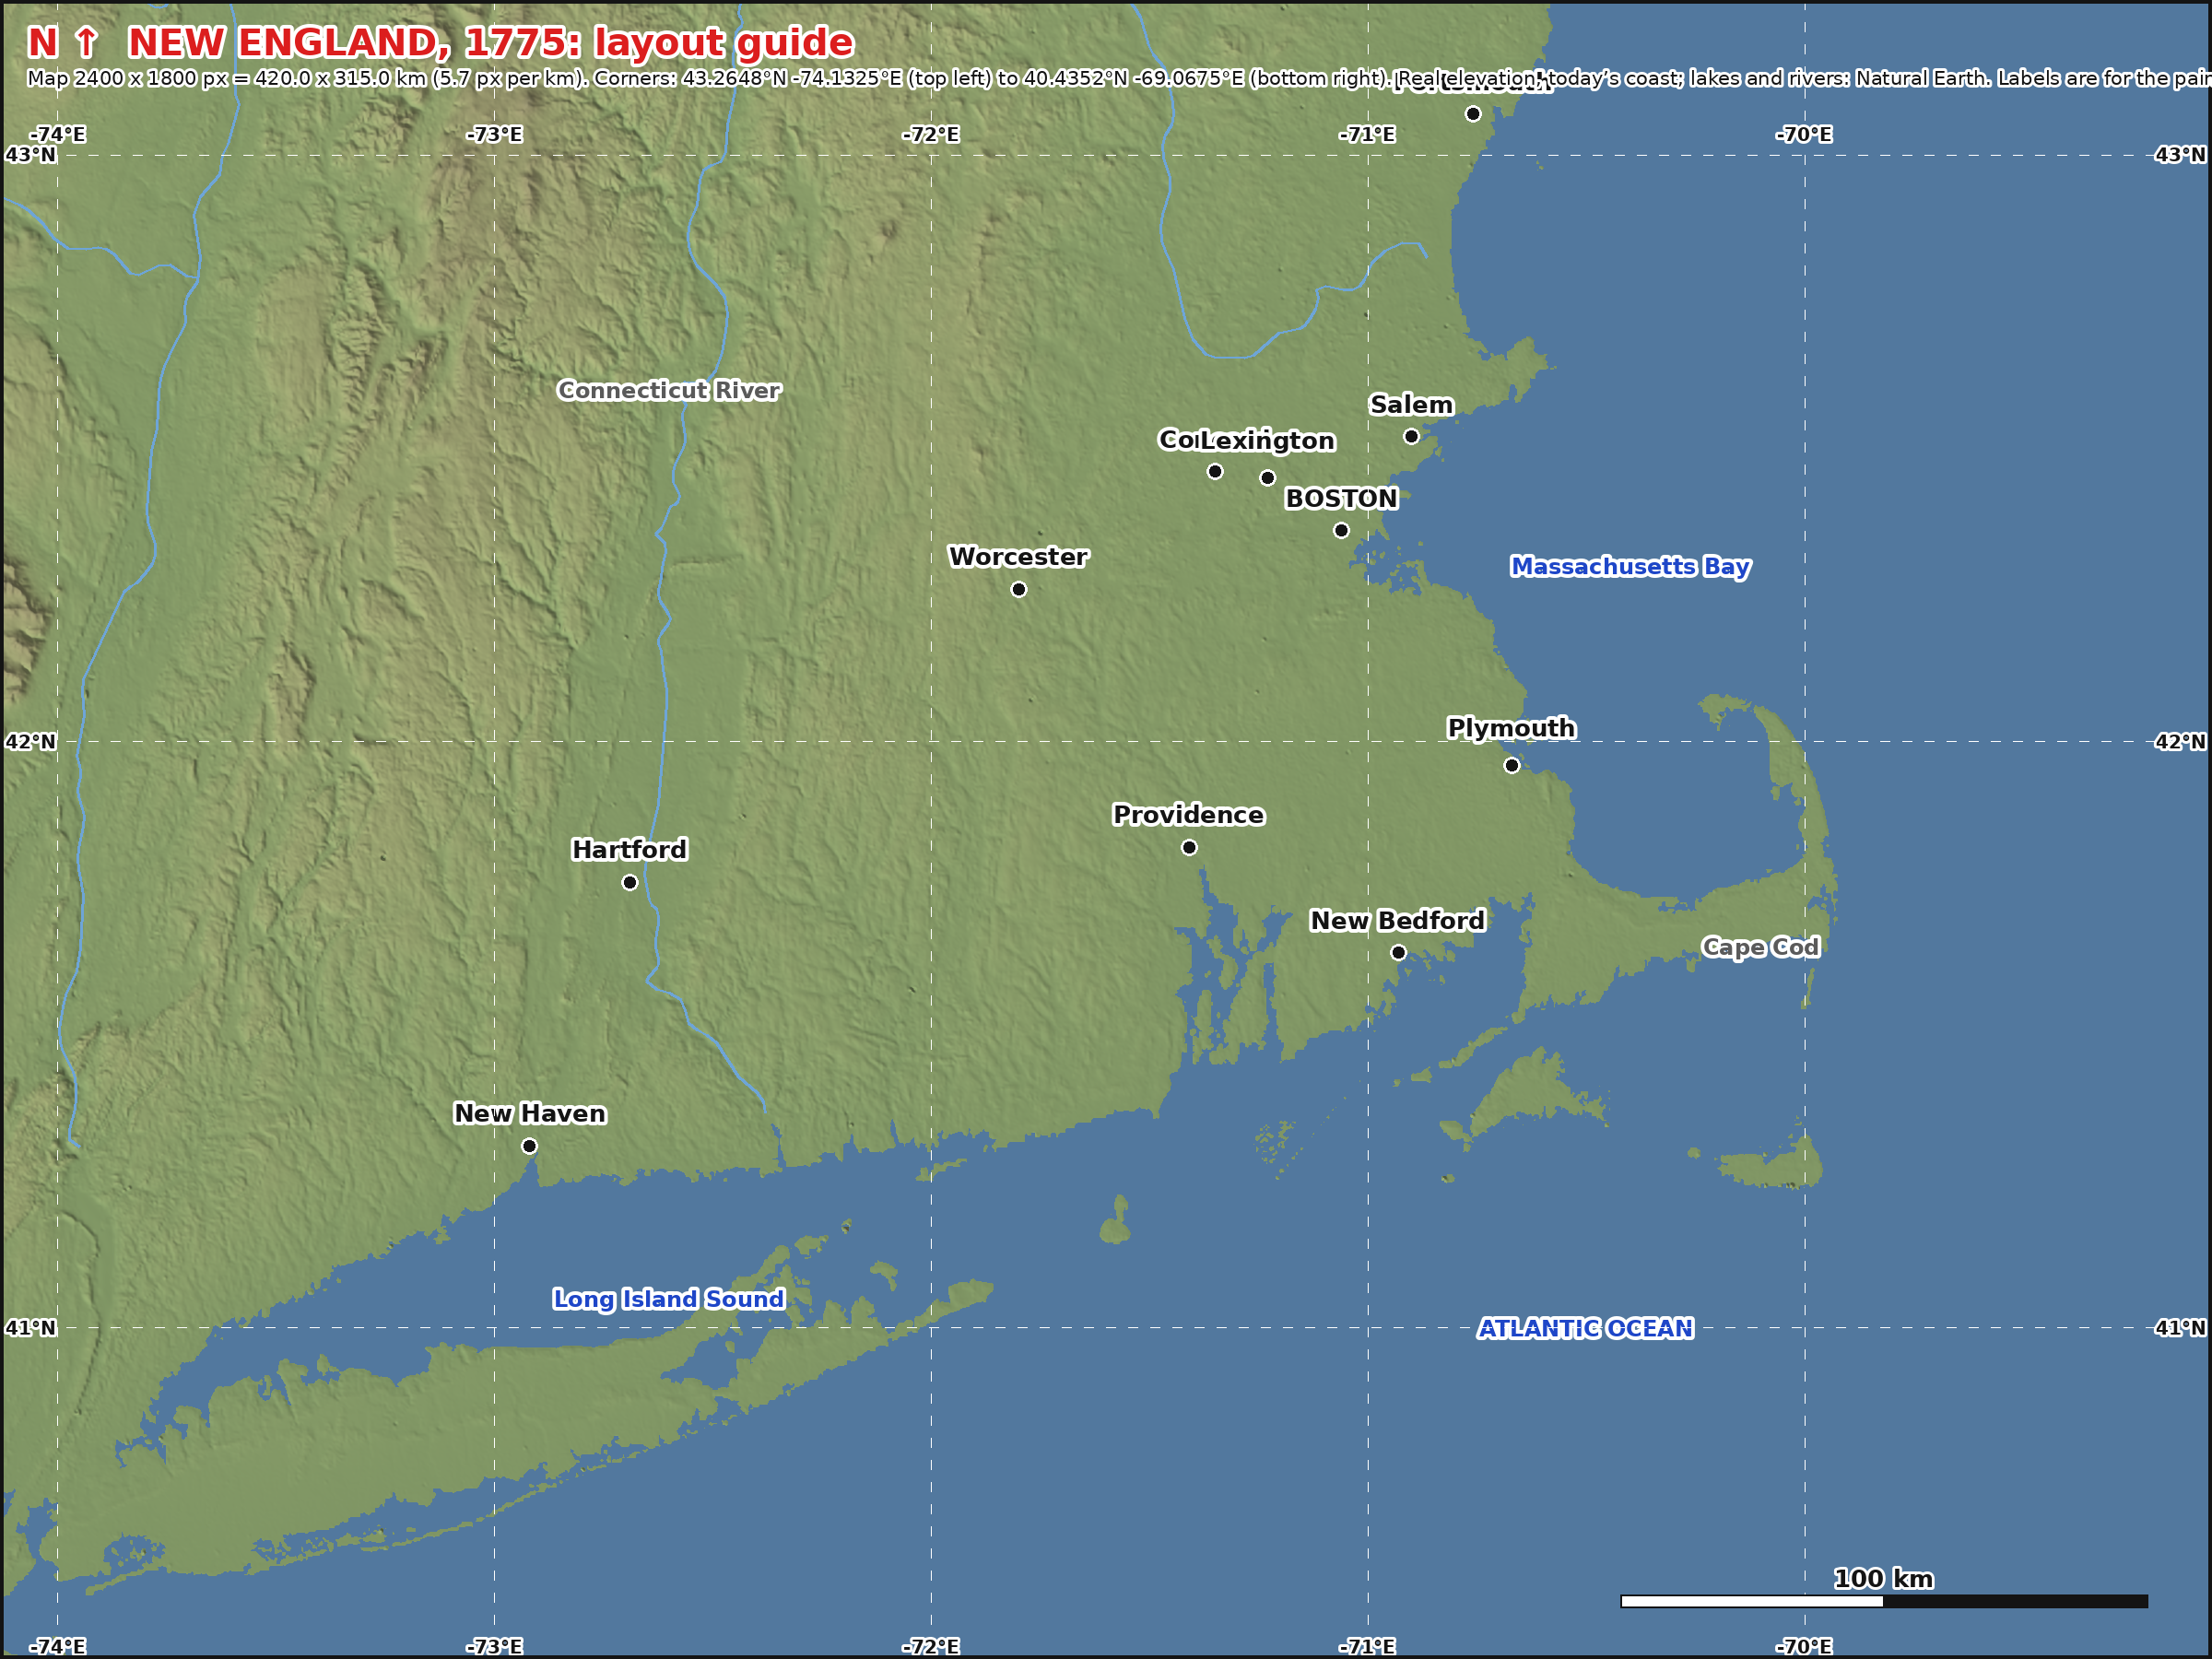 N ↑ NEW ENGLAND, 1775: layout guide
Map 2400 x 1800 px = 420.0 x 315.0 km (5.7 px per km). Corners: 43.2648°N -74.1325°E (top left) to 40.4352°N -69.0675°E (bottom right). Real elevation; today’s coast; lakes and rivers: Natural Earth. Labels are for the
-74°E -73°E -72°E -71°E -70°E
43°N 43°N
Connecticut River
Salem
Lexington
BOSTON
Worcester
Massachusetts Bay
Plymouth
42°N 42°N
Providence
Hartford
New Bedford
Cape Cod
New Haven
Long Island Sound
41°N ATLANTIC OCEAN 41°N
100 km
-74°E -73°E -72°E -71°E -70°E